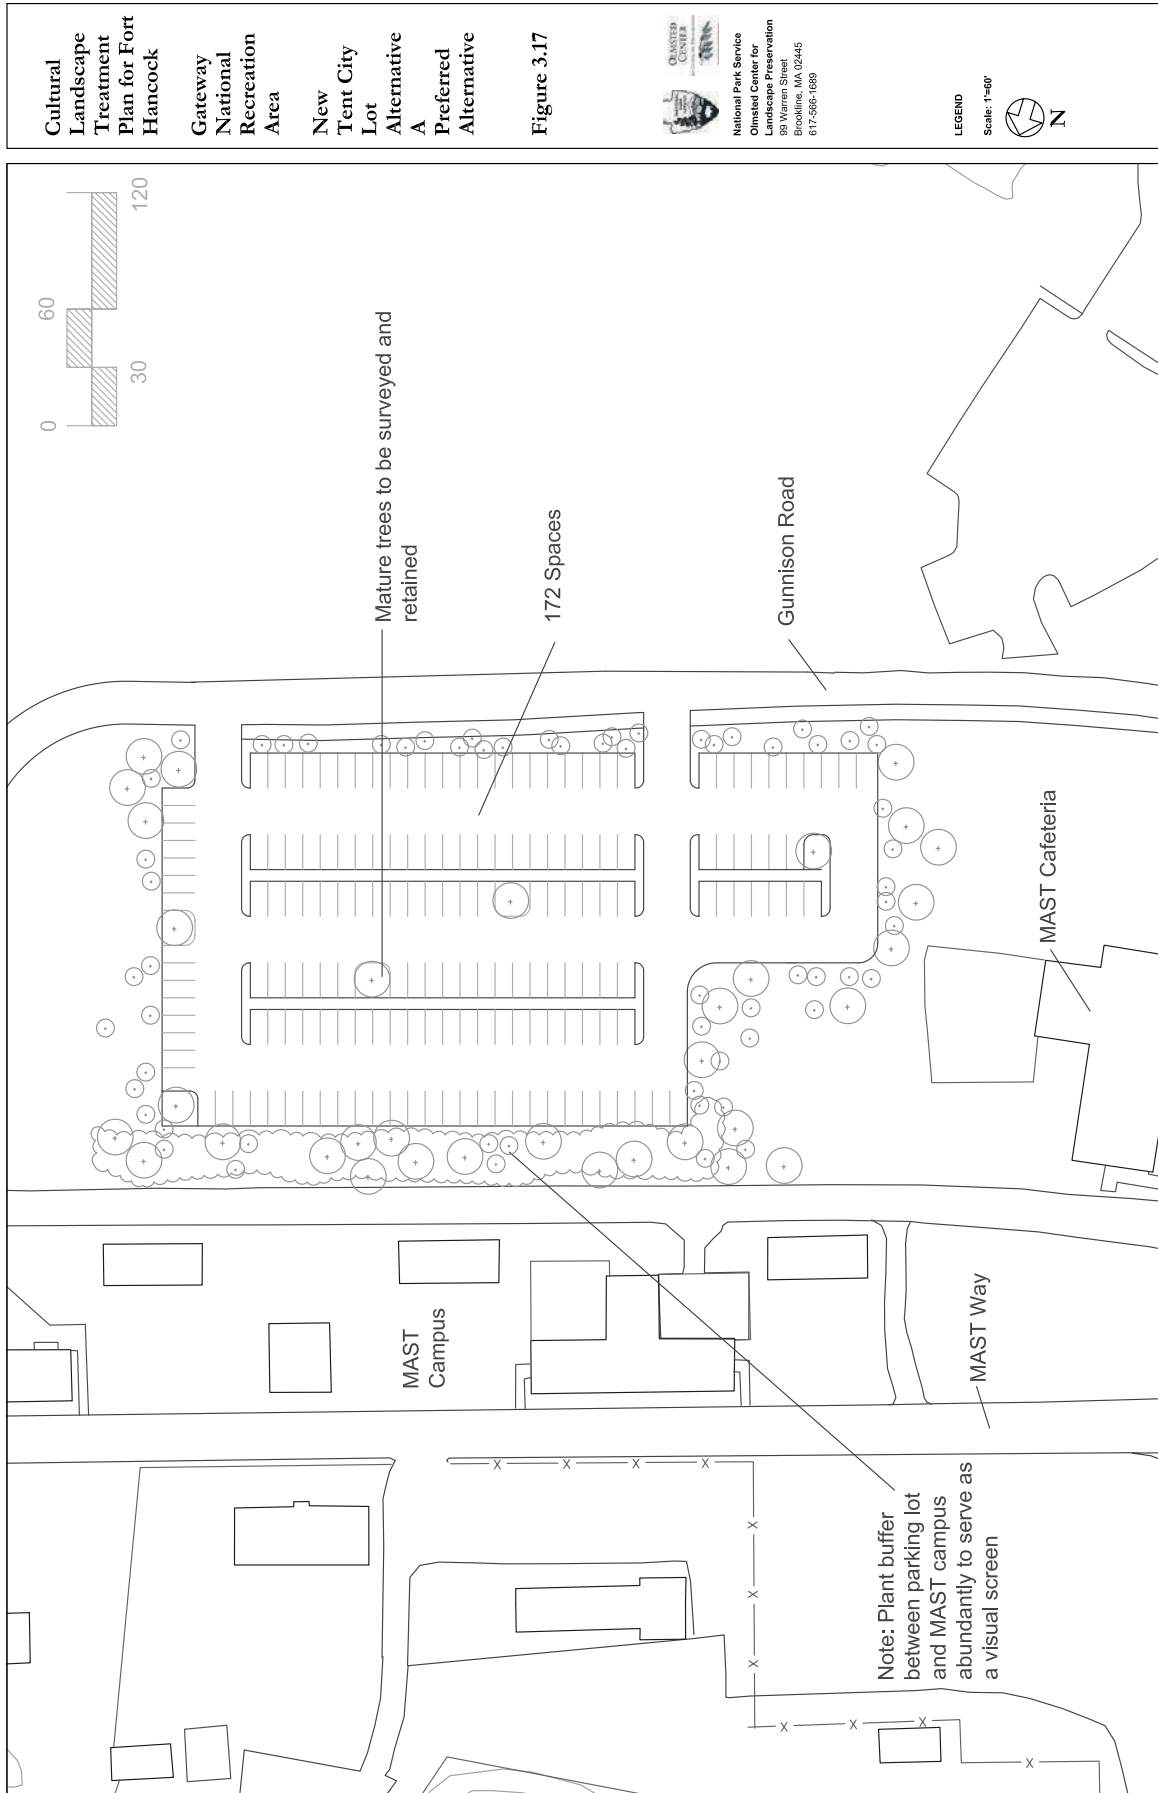 Cultural
Landscape
Treatment
Plan for Fort
Hancock
Gateway
National
Recreation
Area
New
Tent City
Lot
Alternative
A
Preferred
Alternative
Figure 3.17
OLMSTED
CENTER
National Park Service
Olmsted Center for
Landscape Preservation
99 Warren Street
Brookline, MA 02445
617-566-1689
LEGEND
Scale: 1"=60'
N
0
30
60
120
Mature trees to be surveyed and
retained
172 Spaces
Gunnison Road
MAST Cafeteria
MAST
Campus
MAST Way
Note: Plant buffer
between parking lot
and MAST campus
abundantly to serve as
a visual screen